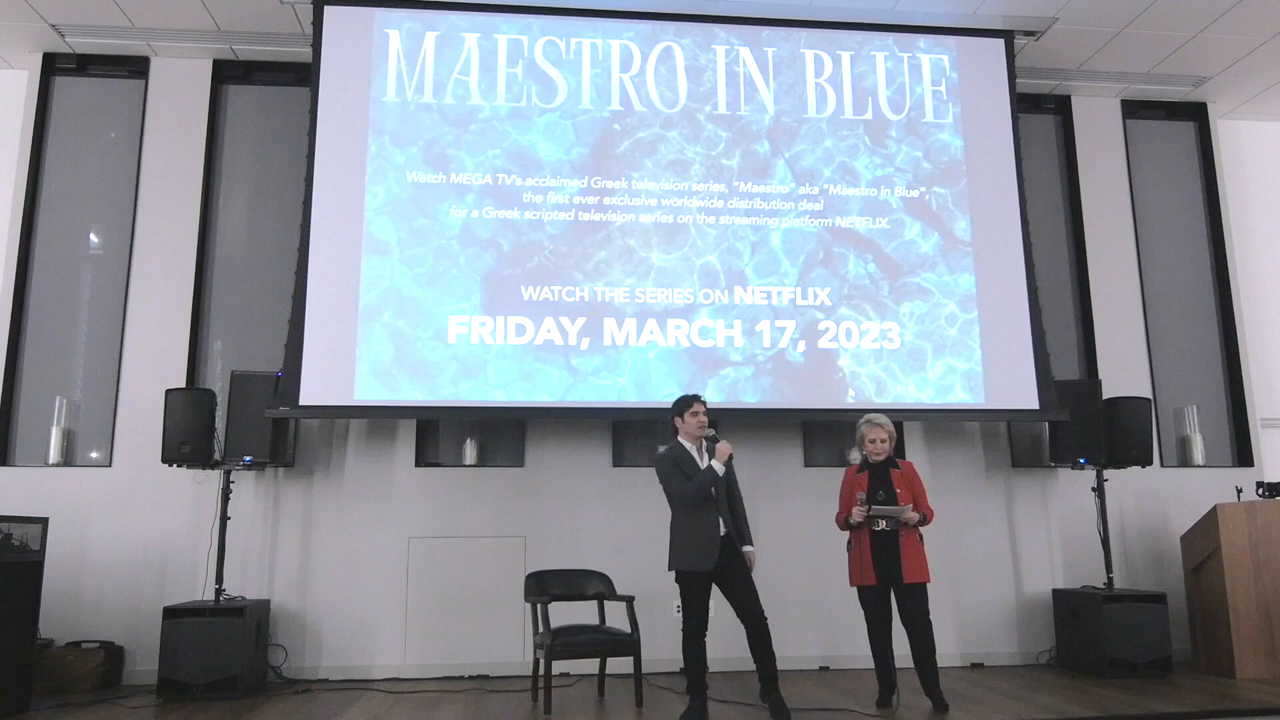 MAESTRO IN BLUE
Watch MEGA TV's acclaimed Greek television series, "Maestro" aka "Maestro in Blue",
the first ever exclusive worldwide distribution deal
for a Greek scripted television series on the streaming platform NETFLIX.
WATCH THE SERIES ON NETFLIX
FRIDAY, MARCH 17, 2023